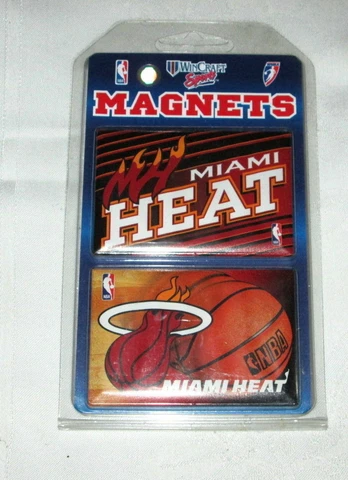 WINCRAFT
Sports
MAGNETS
MIAMI
HEAT
NBA
MIAMI HEAT